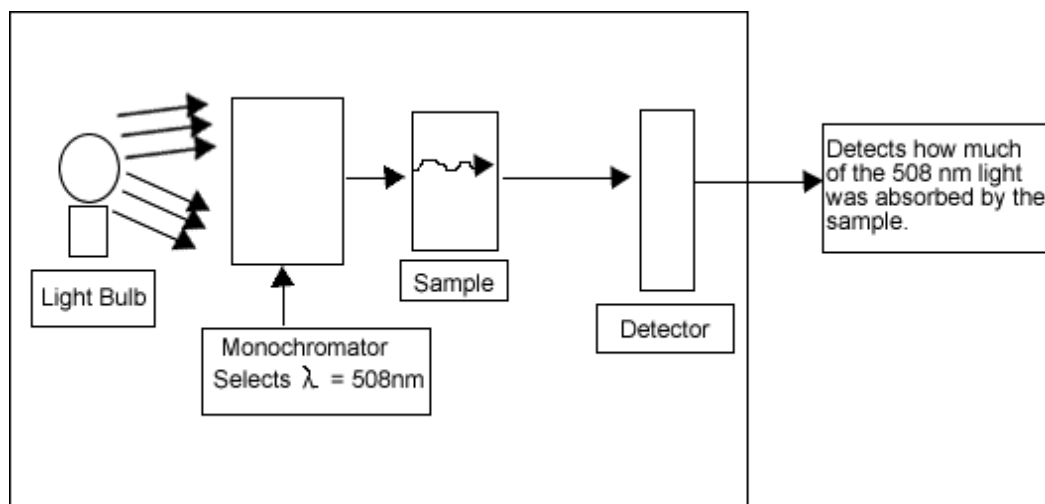 Light Bulb
Monochromator
Selects λ = 508nm
Sample
Detector
Detects how much
of the 508 nm light
was absorbed by the
sample.